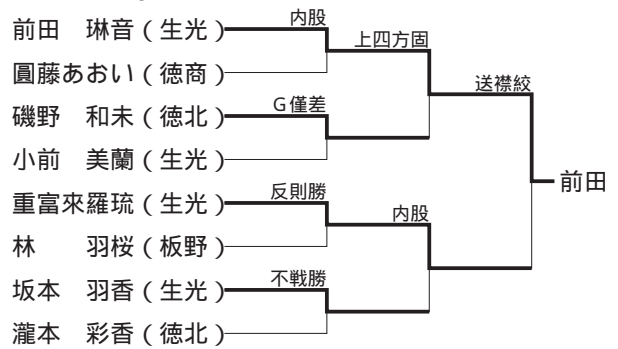 前田　琳音（生光）
内股
上四方固
圓藤あおい（徳商）
送襟絞
磯野　和未（徳北）
Ｇ僅差
小前　美蘭（生光）
前田
重富來羅琉（生光）
反則勝
内股
林　　羽桜（板野）
坂本　羽香（生光）
不戦勝
瀧本　彩香（徳北）